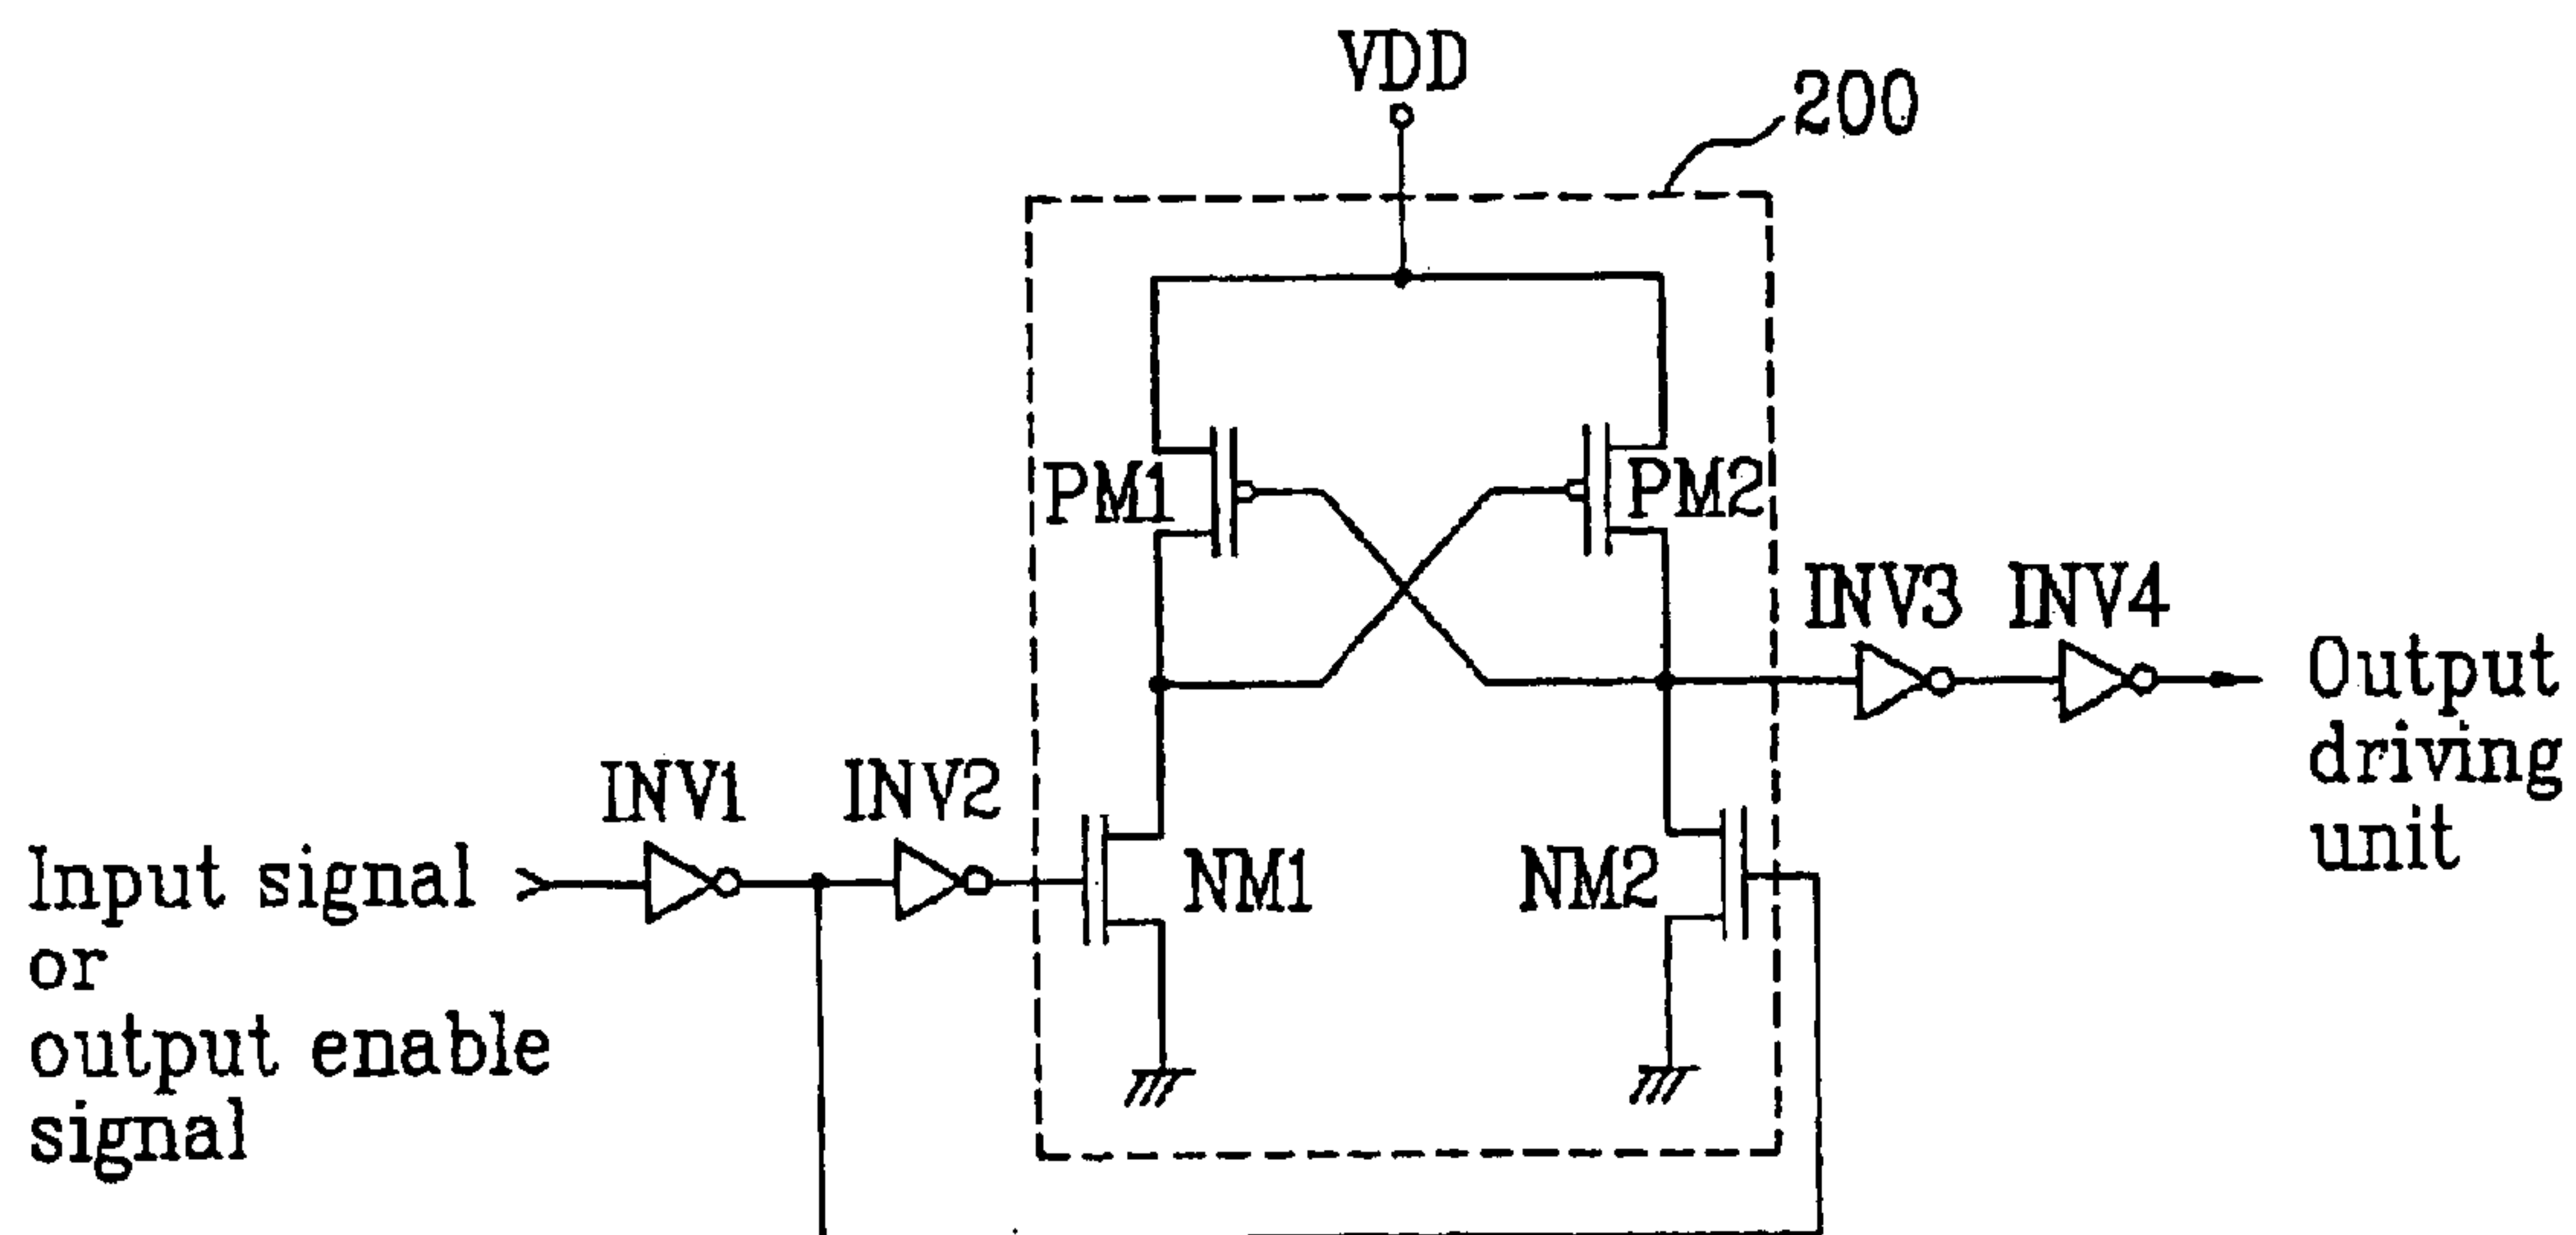 VDD
200
PM1
PM2
INV3
INV4
Output
driving
unit
INV1
INV2
NM1
NM2
Input signal
or
output enable
signal